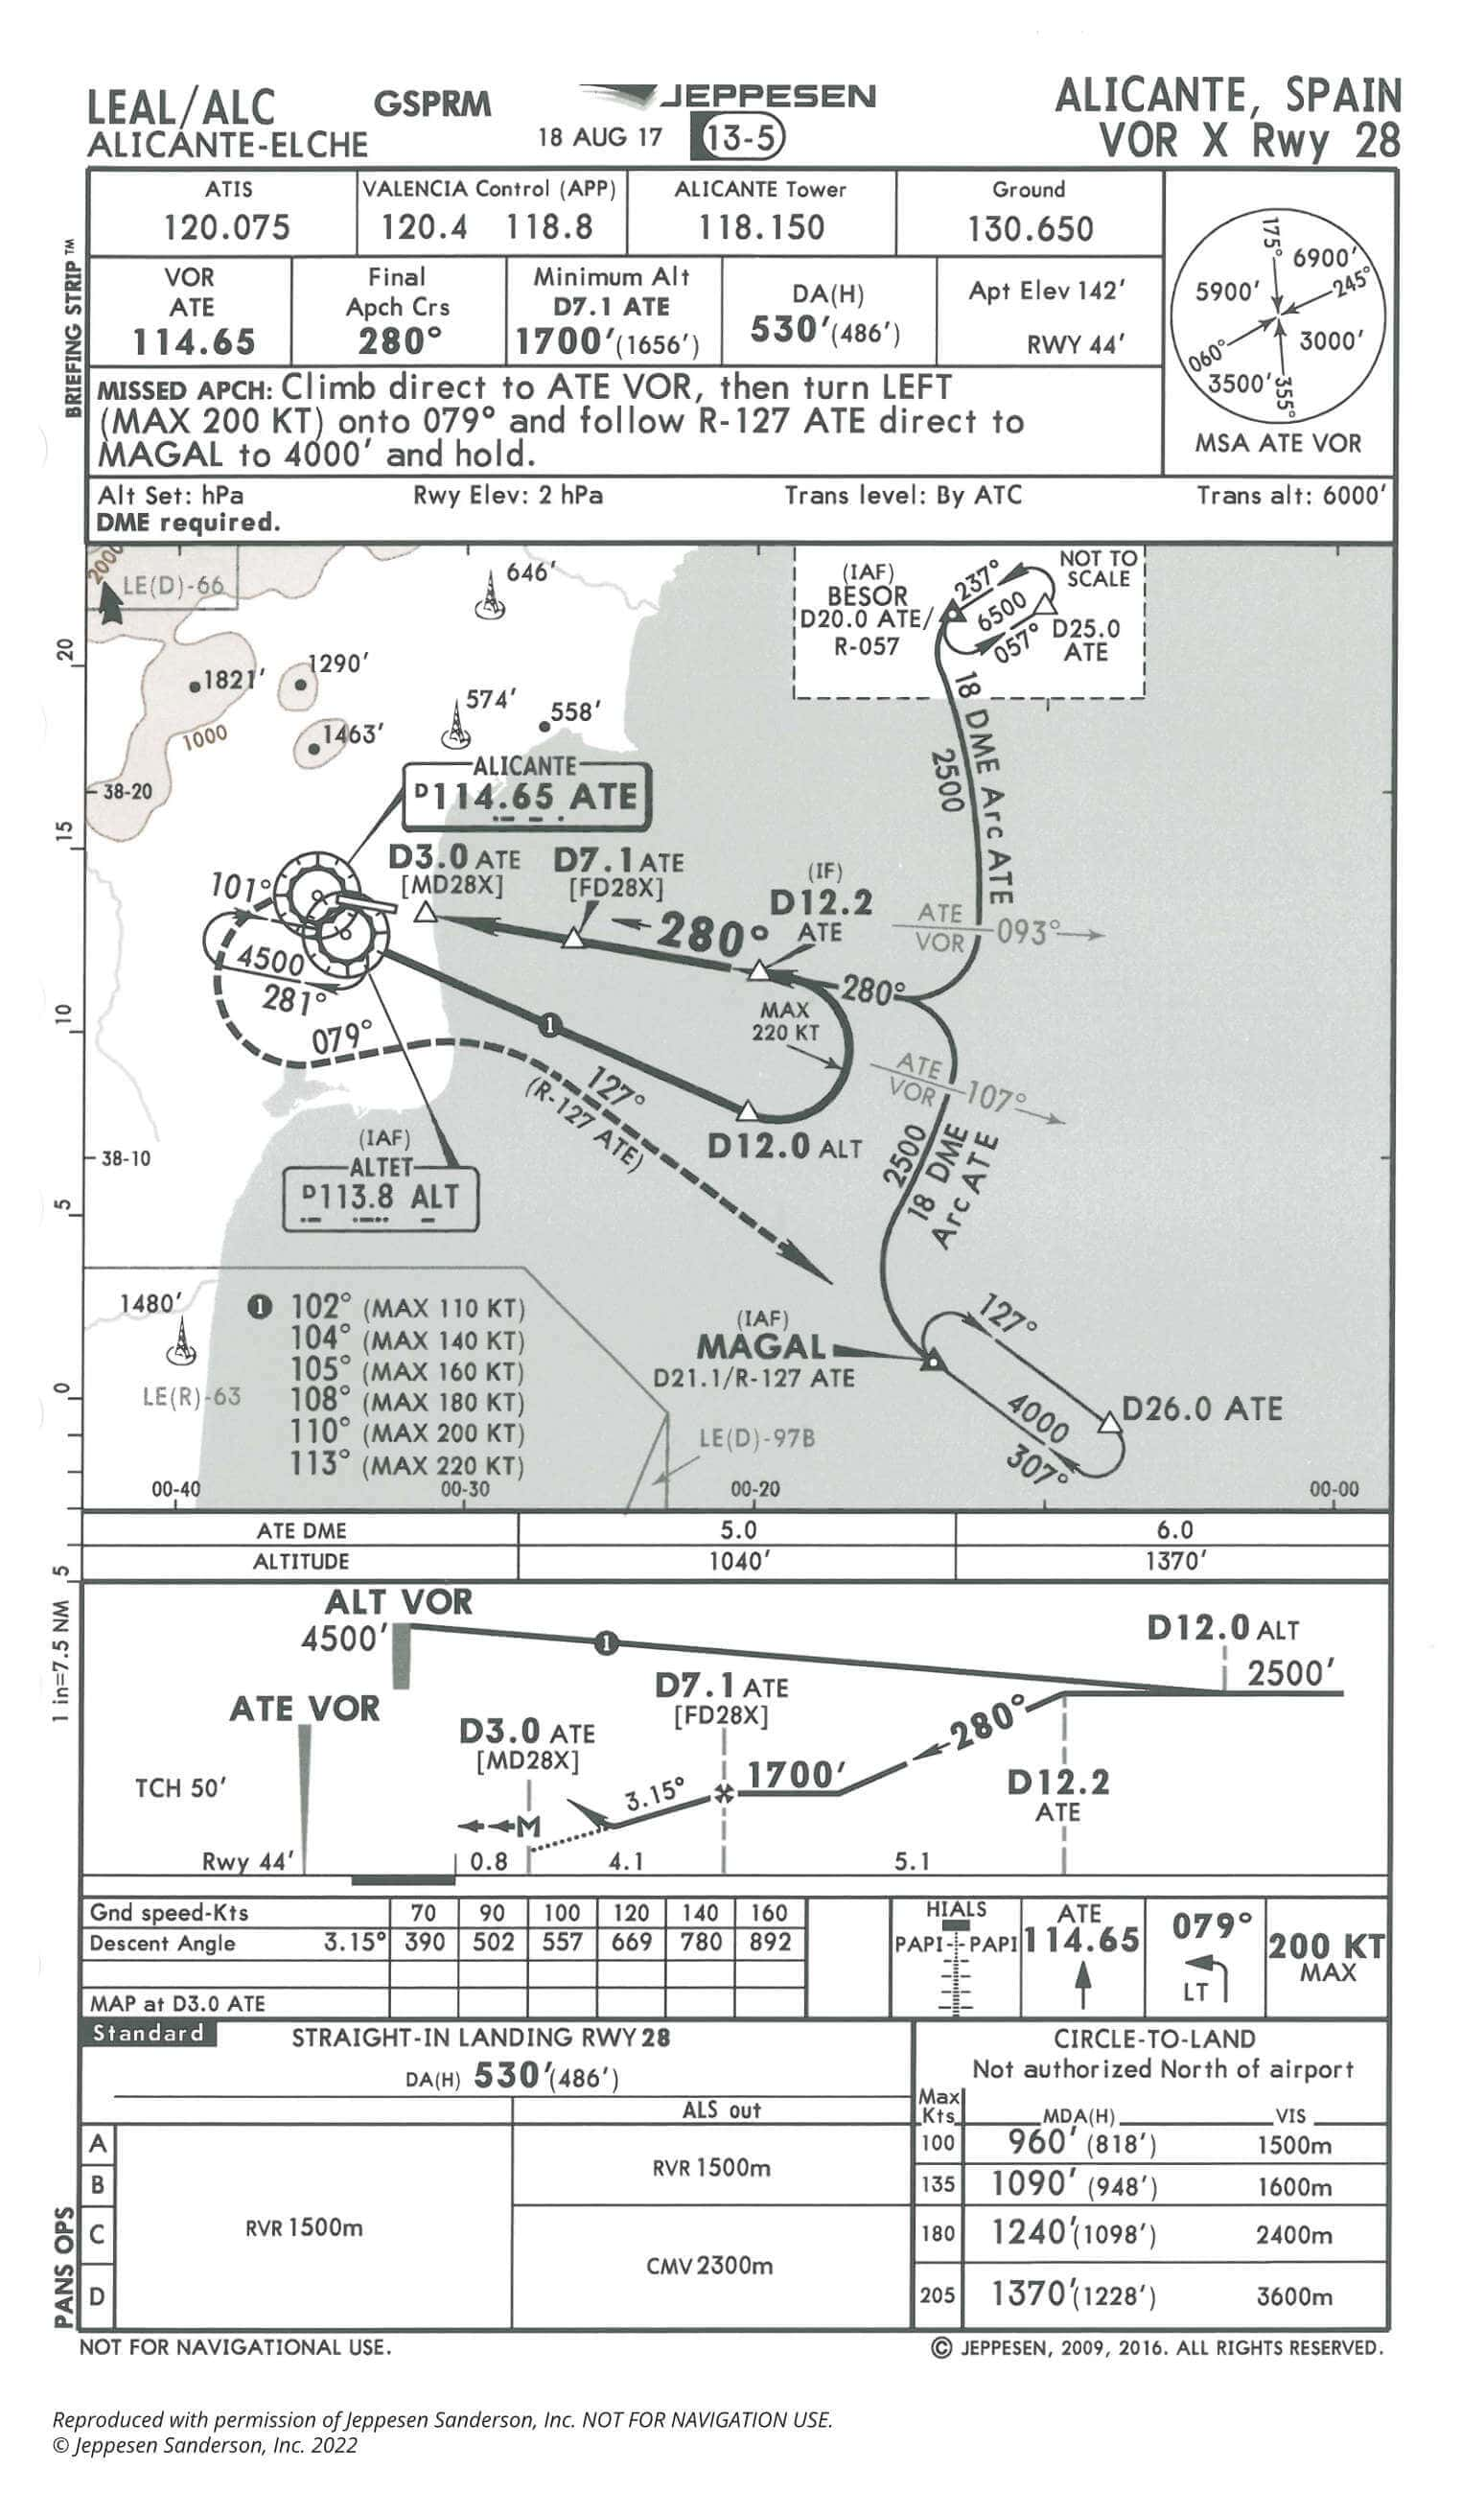 LEAL/ALC GSPRM JEPPESEN ALICANTE, SPAIN
ALICANTE-ELCHE 18 AUG 17 13-5 VOR X Rwy 28
BRIEFING STRIP™
ATIS VALENCIA Control (APP) ALICANTE Tower Ground
120.075 120.4 118.8 118.150 130.650
VOR
ATE
114.65
Final
Apch Crs
280°
Minimum Alt
D7.1 ATE
1700'(1656')
DA(H)
530'(486')
Apt Elev 142'
RWY 44'
175°
6900'
245°
5900'
3000'
060°
3500'
355°
MSA ATE VOR
MISSED APCH: Climb direct to ATE VOR, then turn LEFT
(MAX 200 KT) onto 079° and follow R-127 ATE direct to
MAGAL to 4000' and hold.
Alt Set: hPa Rwy Elev: 2 hPa Trans level: By ATC Trans alt: 6000'
DME required.
2000
LE(D)-66
646'
(IAF)
BESOR
D20.0 ATE/
R-057
237°
6500
057°
NOT TO
SCALE
D25.0
ATE
20
1821'
1290'
574'
558'
1463'
1000
38-20
15
18 DME Arc ATE
2500
ALICANTE
D114.65 ATE
D3.0 ATE
[MD28X]
D7.1 ATE
[FD28X]
(IF)
D12.2
ATE
101°
280°
ATE
VOR
093°
4500
281°
280°
MAX
220 KT
10
079°
1
ATE
VOR
107°
127°
(R-127 ATE)
D12.0 ALT
2500
18 DME
Arc ATE
38-10
(IAF)
ALTET
D113.8 ALT
5
1480'
1 102° (MAX 110 KT)
104° (MAX 140 KT)
105° (MAX 160 KT)
108° (MAX 180 KT)
110° (MAX 200 KT)
113° (MAX 220 KT)
LE(R)-63
(IAF)
MAGAL
D21.1/R-127 ATE
127°
4000
307°
D26.0 ATE
LE(D)-97B
0
00-40 00-30 00-20 00-00
ATE DME 5.0 6.0
ALTITUDE 1040' 1370'
5
1 in=7.5 NM
ALT VOR
4500'
1
D12.0 ALT
2500'
ATE VOR
D7.1 ATE
[FD28X]
D3.0 ATE
[MD28X]
280°
1700'
D12.2
ATE
TCH 50'
3.15°
M
Rwy 44' 0.8 4.1 5.1
Gnd speed-Kts 70 90 100 120 140 160
Descent Angle 3.15° 390 502 557 669 780 892
MAP at D3.0 ATE
HIALS
PAPI PAPI
ATE
114.65
079°
LT
200 KT
MAX
Standard STRAIGHT-IN LANDING RWY 28
DA(H) 530'(486')
CIRCLE-TO-LAND
Not authorized North of airport
ALS out
Max
Kts MDA(H) VIS
A
B
C
D
RVR 1500m
RVR 1500m
CMV 2300m
100 960' (818') 1500m
135 1090' (948') 1600m
180 1240'(1098') 2400m
205 1370'(1228') 3600m
PANS OPS
NOT FOR NAVIGATIONAL USE. © JEPPESEN, 2009, 2016. ALL RIGHTS RESERVED.
Reproduced with permission of Jeppesen Sanderson, Inc. NOT FOR NAVIGATION USE.
© Jeppesen Sanderson, Inc. 2022